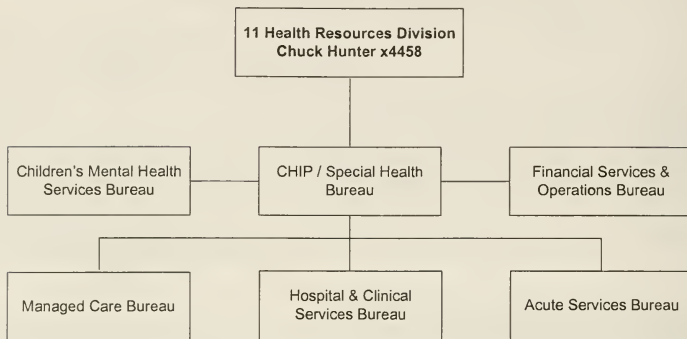 11 Health Resources Division
Chuck Hunter x4458
Children's Mental Health
Services Bureau
CHIP / Special Health
Bureau
Financial Services &
Operations Bureau
Managed Care Bureau
Hospital & Clinical
Services Bureau
Acute Services Bureau